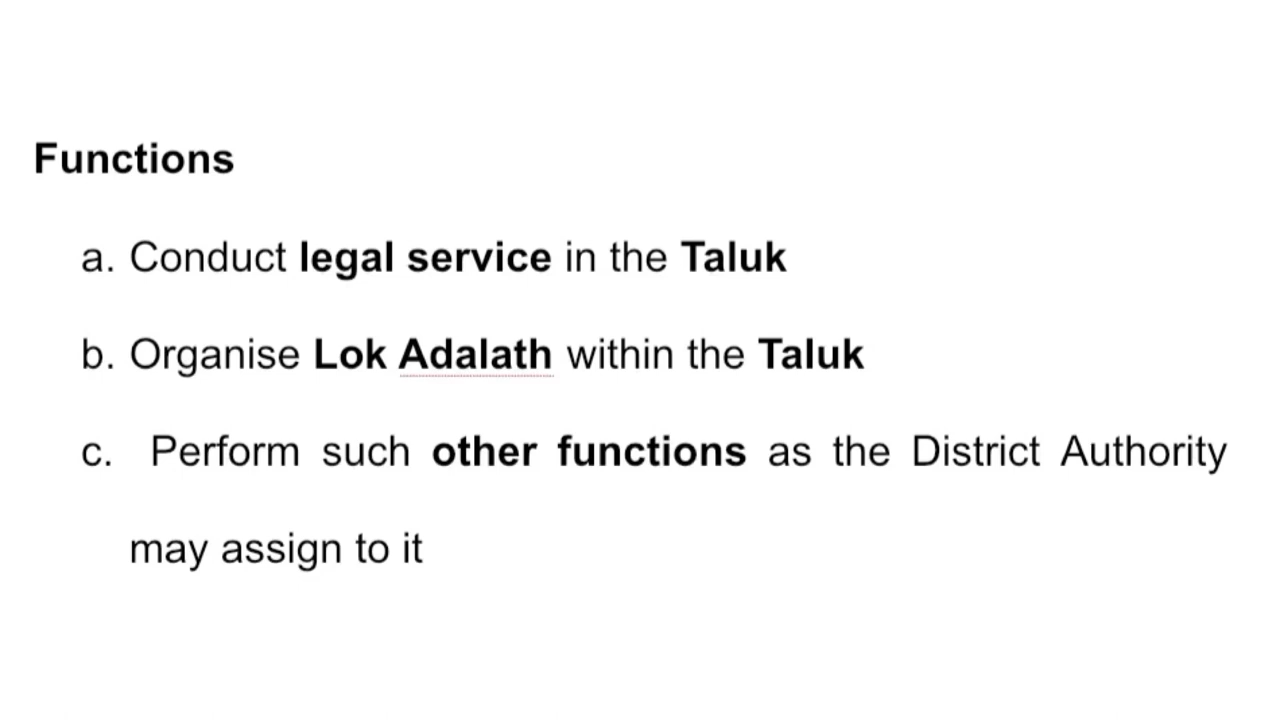 Functions
a. Conduct legal service in the Taluk
b. Organise Lok Adalath within the Taluk
c. Perform such other functions as the District Authority
may assign to it